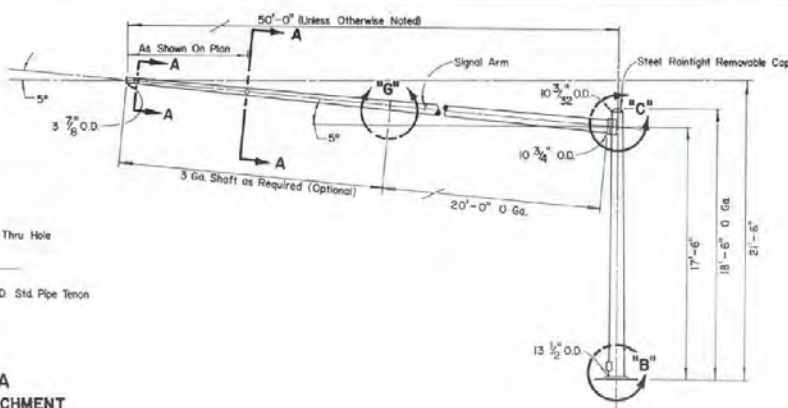 50'-0" (Unless Otherwise Noted)
A
As Shown On Plan
A
Signal Arm
Steel Raintight Removable Cap
10 3/32" O.D.
"G"
"C"
5°
A
3 7/8" O.D.
5°
A
10 3/4" O.D.
3 Ga. Shaft as Required (Optional)
20'-0" 0 Ga.
Thru Hole
17'-6"
18'-6" 0 Ga.
21'-6"
D. Std. Pipe Tenon
13 1/2" O.D.
"B"
A
CHMENT